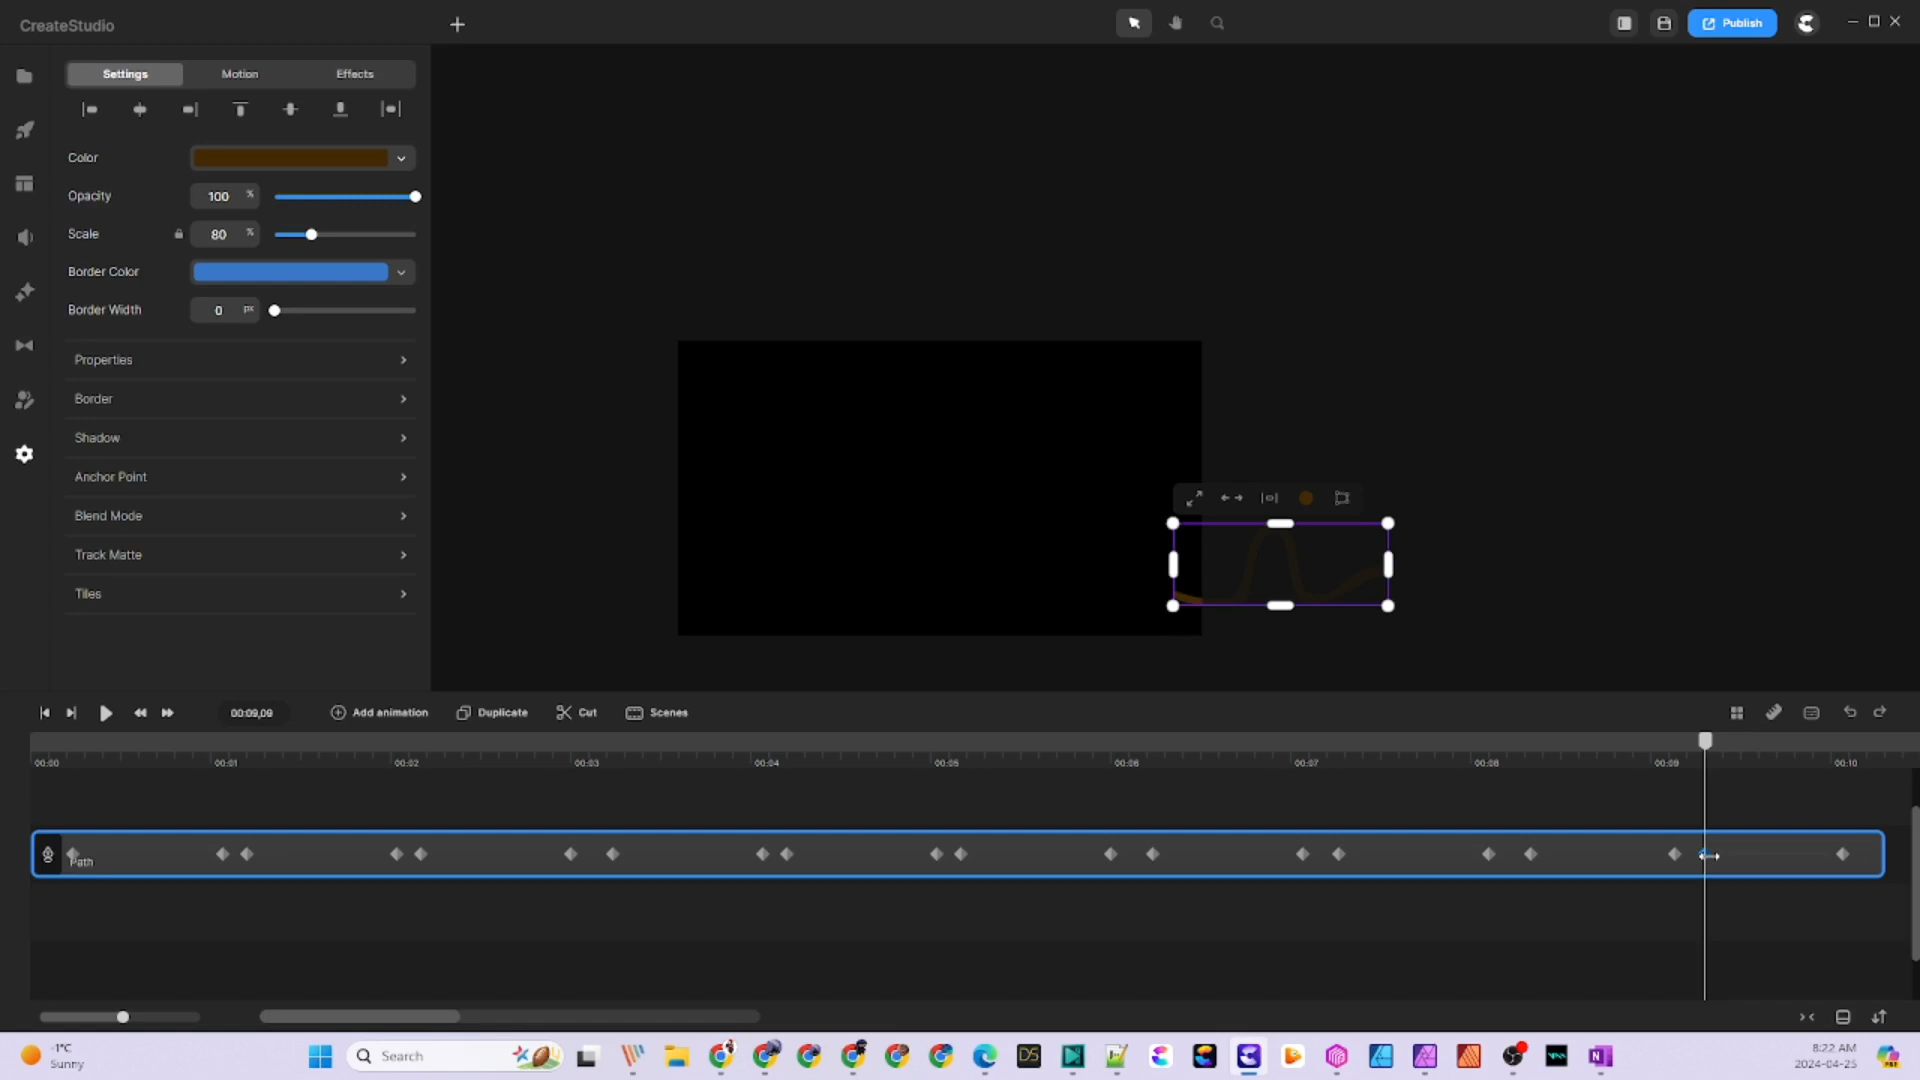 CreateStudio
Publish
Settings Motion Effects
Color
Opacity 100 %
Scale 80 %
Border Color
Border Width 0 px
Properties
Border
Shadow
Anchor Point
Blend Mode
Track Matte
Tiles
00:09,09 Add animation Duplicate Cut Scenes
00:00 00:01 00:02 00:03 00:04 00:05 00:06 00:07 00:08 00:09 00:10
Path
-1°C
Sunny
Search
DS
N
8:22 AM
2024-04-25